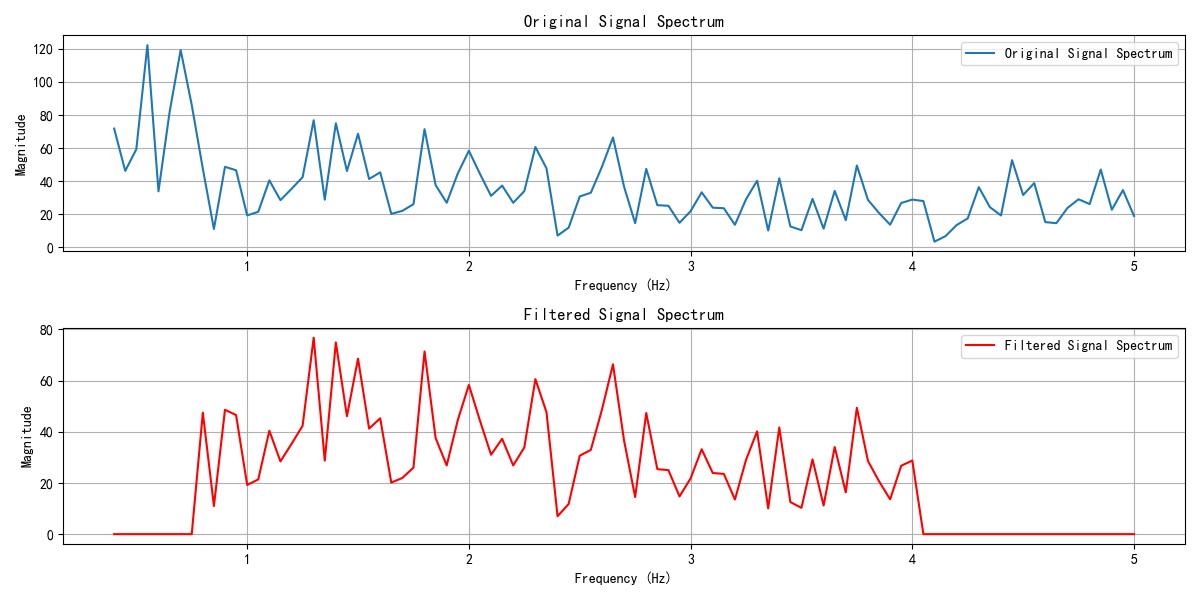 Original Signal Spectrum
Original Signal Spectrum
120
100
80
60
40
20
0
Magnitude
1 2 3 4 5
Frequency (Hz)
Filtered Signal Spectrum
Filtered Signal Spectrum
80
60
40
20
0
Magnitude
1 2 3 4 5
Frequency (Hz)